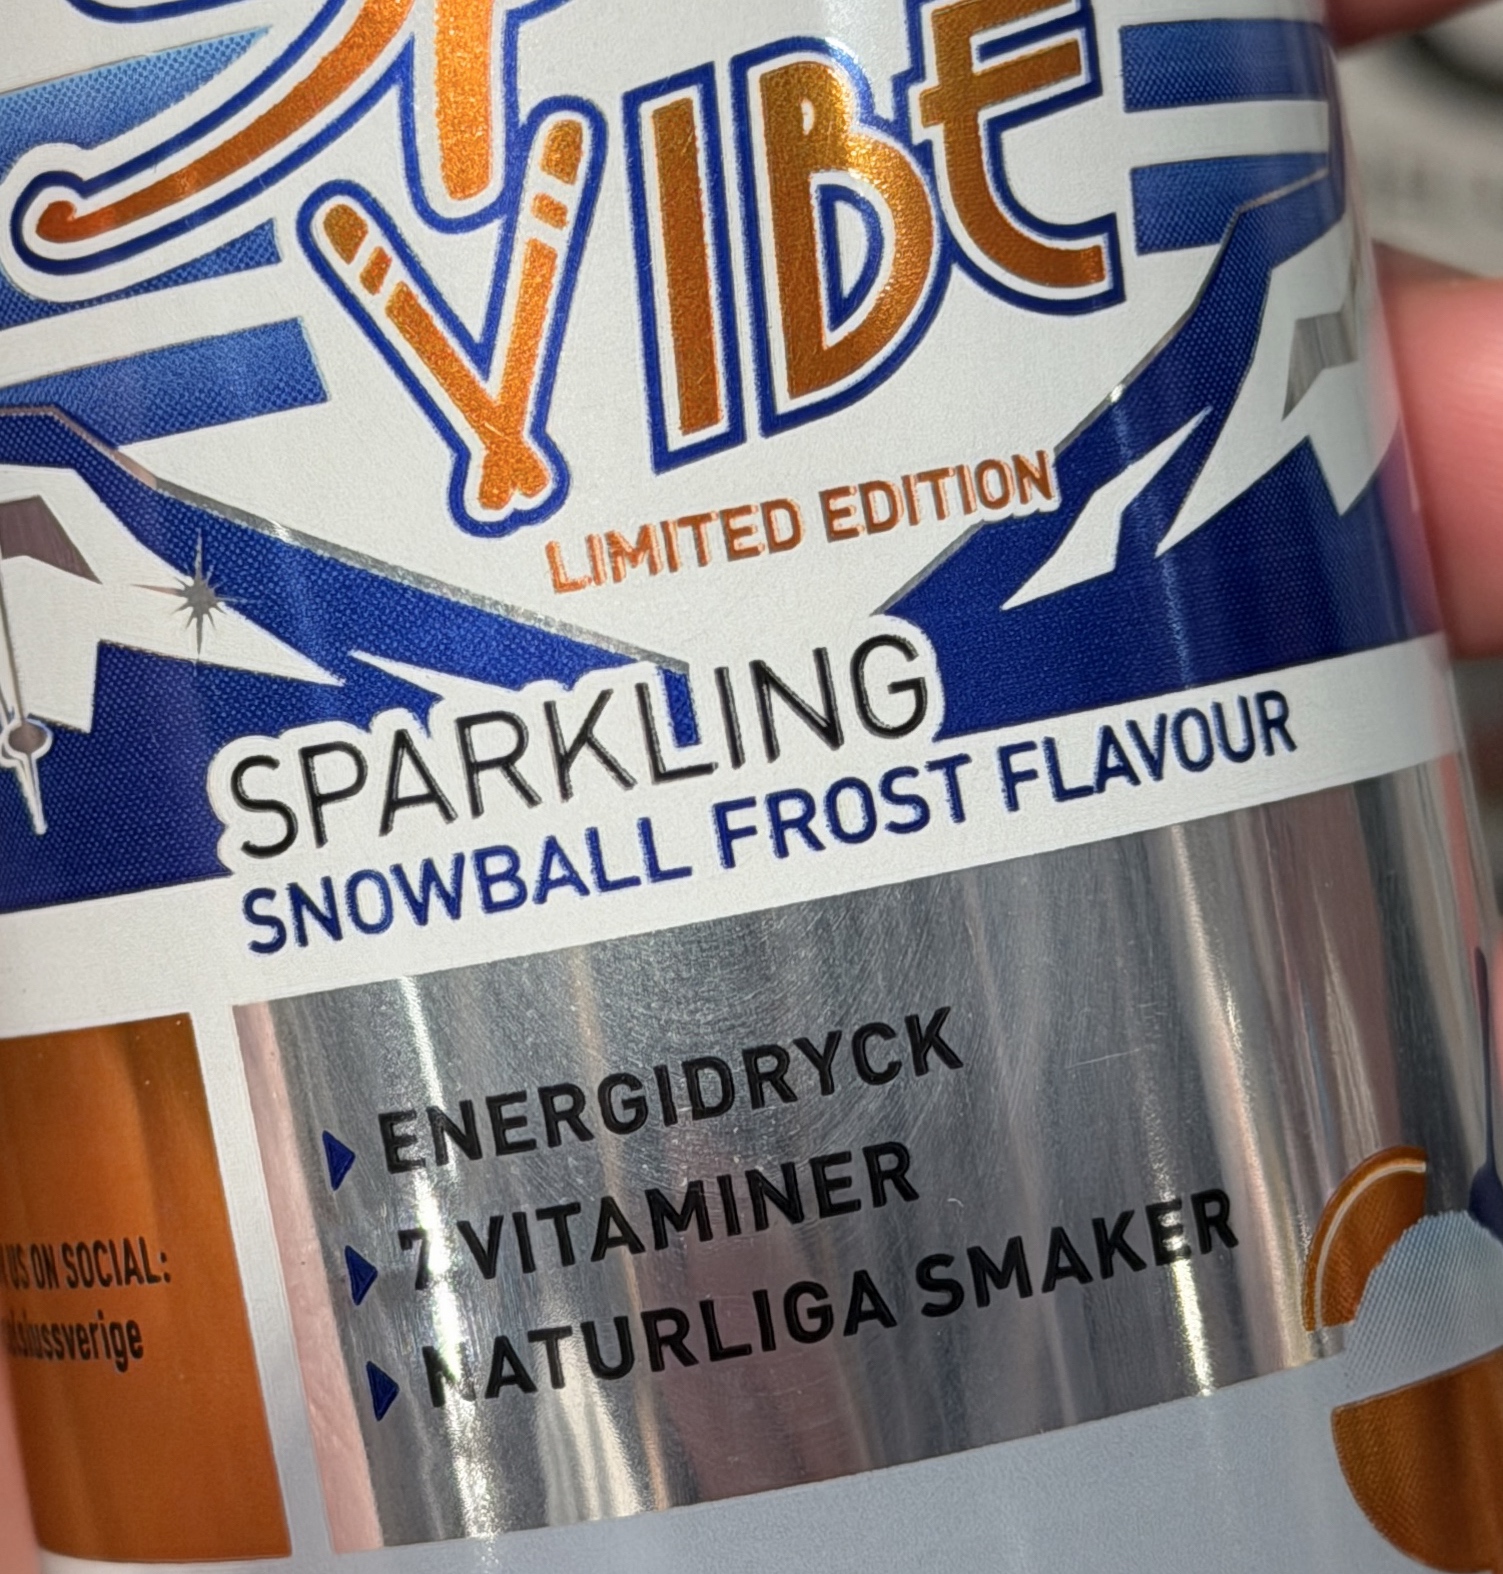 VIBE
LIMITED EDITION
SPARKLING
SNOWBALL FROST FLAVOUR
ENERGIDRYCK
7 VITAMINER
NATURLIGA SMAKER
US ON SOCIAL: